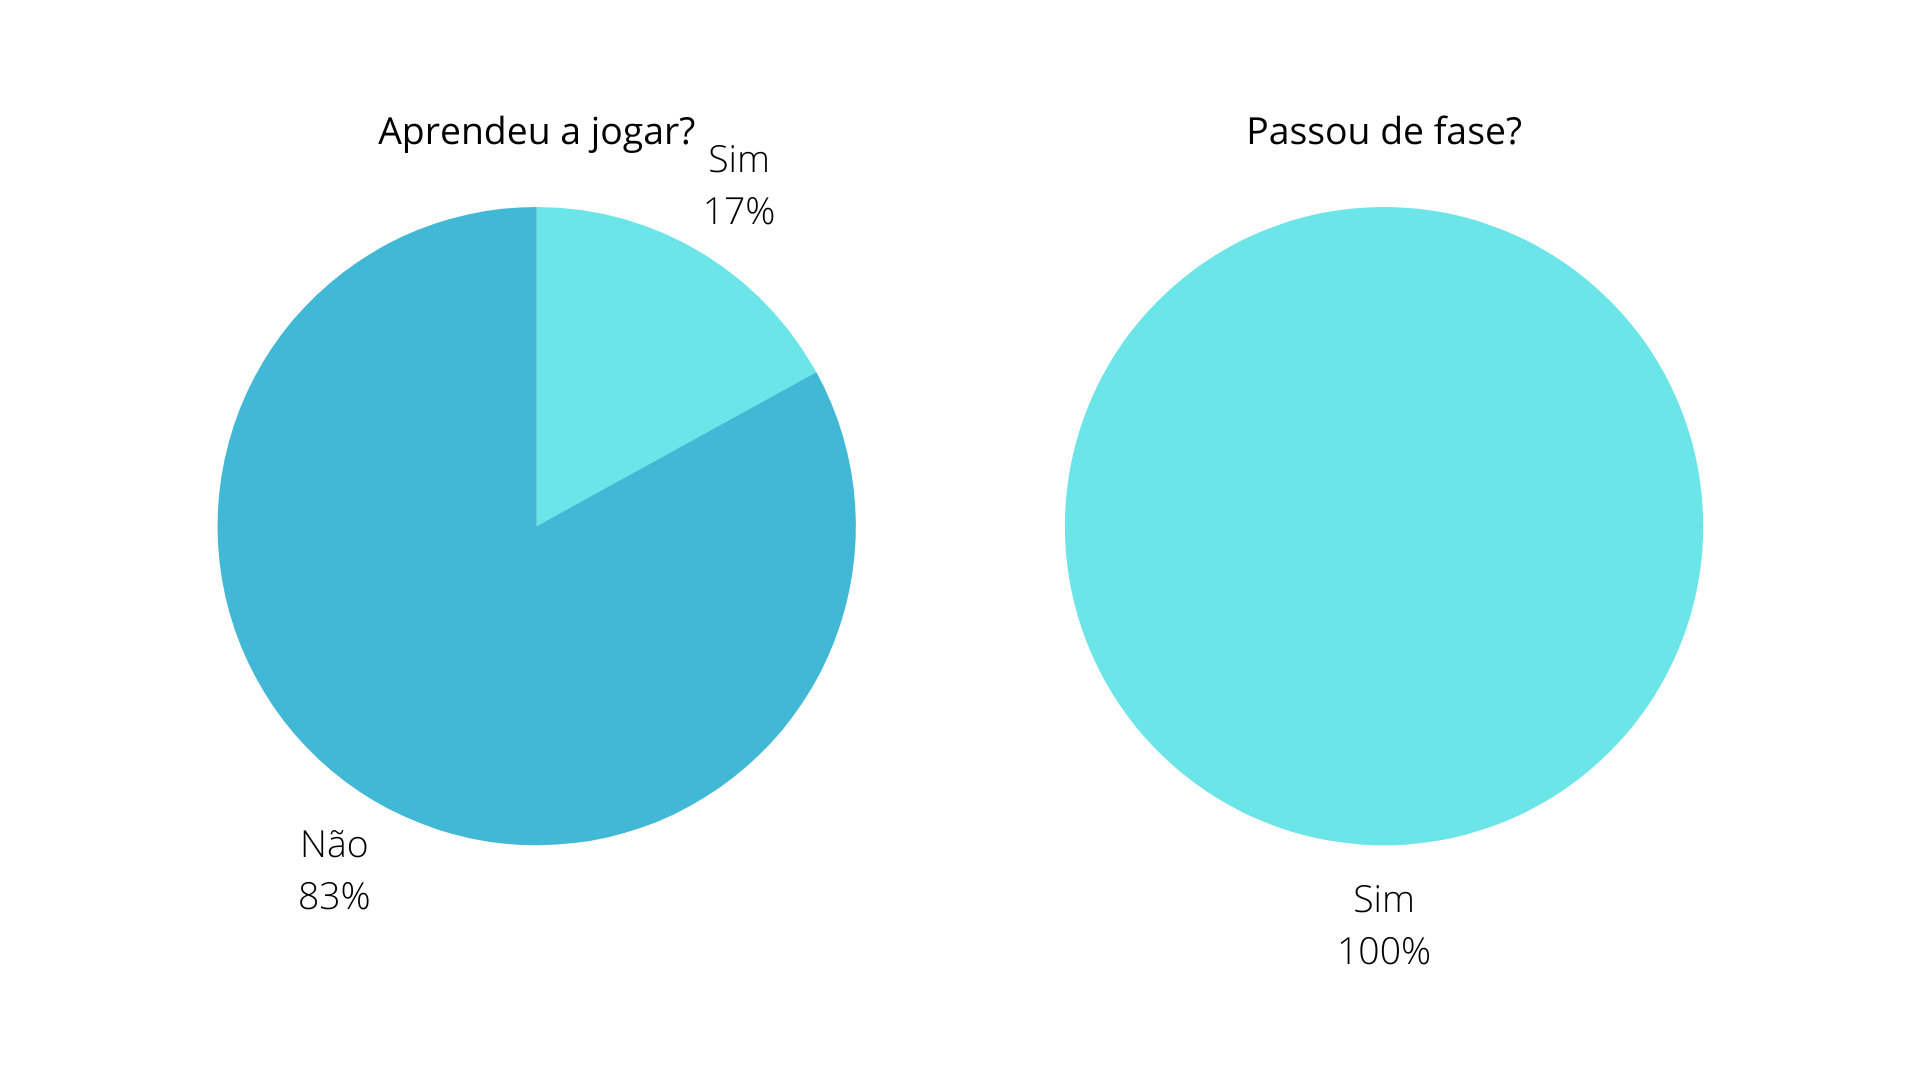 Aprendeu a jogar?
Sim
17%
Não
83%
Passou de fase?
Sim
100%